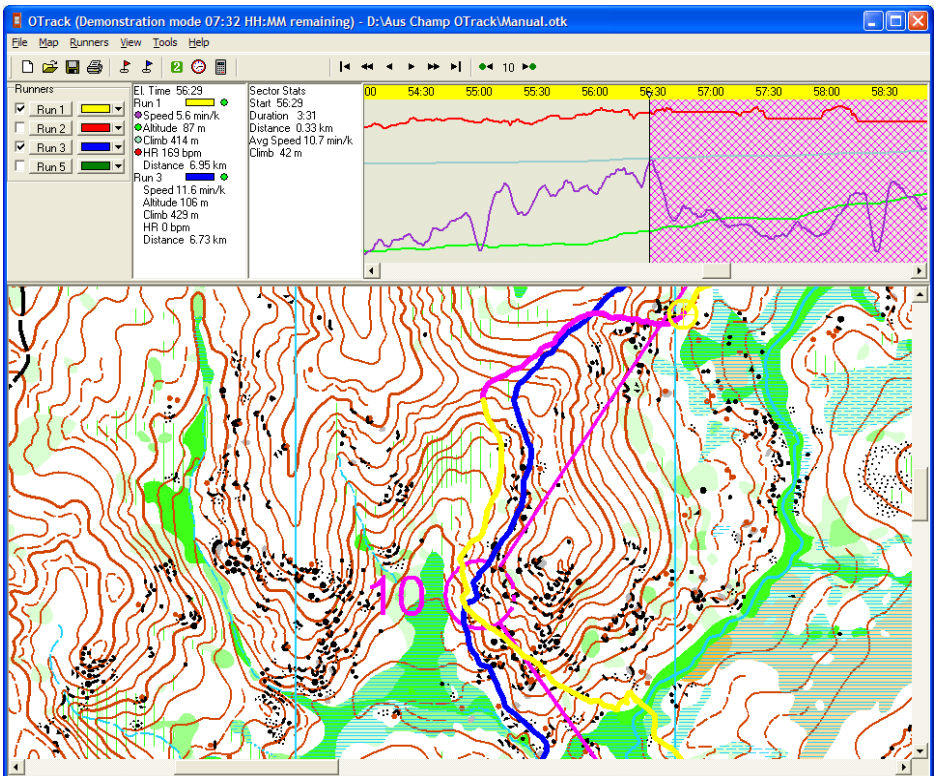 OTrack (Demonstration mode 07:32 HH:MM remaining) - D:\Aus Champ OTrack\Manual.otk
File Map Runners View Tools Help
2 10
Runners
Run 1
Run 2
Run 3
Run 5
El. Time 56:29
Run 1
Speed 5.6 min/k
Altitude 87 m
Climb 414 m
HR 169 bpm
Distance 6.95 km
Run 3
Speed 11.6 min/k
Altitude 106 m
Climb 429 m
HR 0 bpm
Distance 6.73 km
Sector Stats
Start 56:29
Duration 3:31
Distance 0.33 km
Avg Speed 10.7 min/k
Climb 42 m
00 54:30 55:00 55:30 56:00 56:30 57:00 57:30 58:00 58:30
10